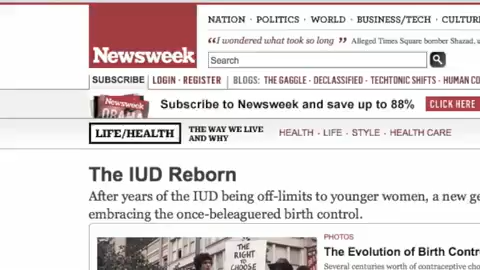 NATION · POLITICS · WORLD · BUSINESS/TECH ·
Newsweek
"I wondered what took so long" Alleged Times Square bomber Shazad,
Search
SUBSCRIBE LOGIN · REGISTER BLOGS: THE GAGGLE · DECLASSIFIED · TECHTONIC SHIFTS · HUMAN
Newsweek
Subscribe to Newsweek and save up to 88% CLICK HERE
LIFE/HEALTH THE WAY WE LIVE
AND WHY
HEALTH · LIFE · STYLE · HEALTH CARE
The IUD Reborn
After years of the IUD being off-limits to younger women, a new
embracing the once-beleaguered birth control.
PHOTOS
THE
RIGHT
TO
CHOOSE
The Evolution of Birth
Several centuries worth of contraceptive